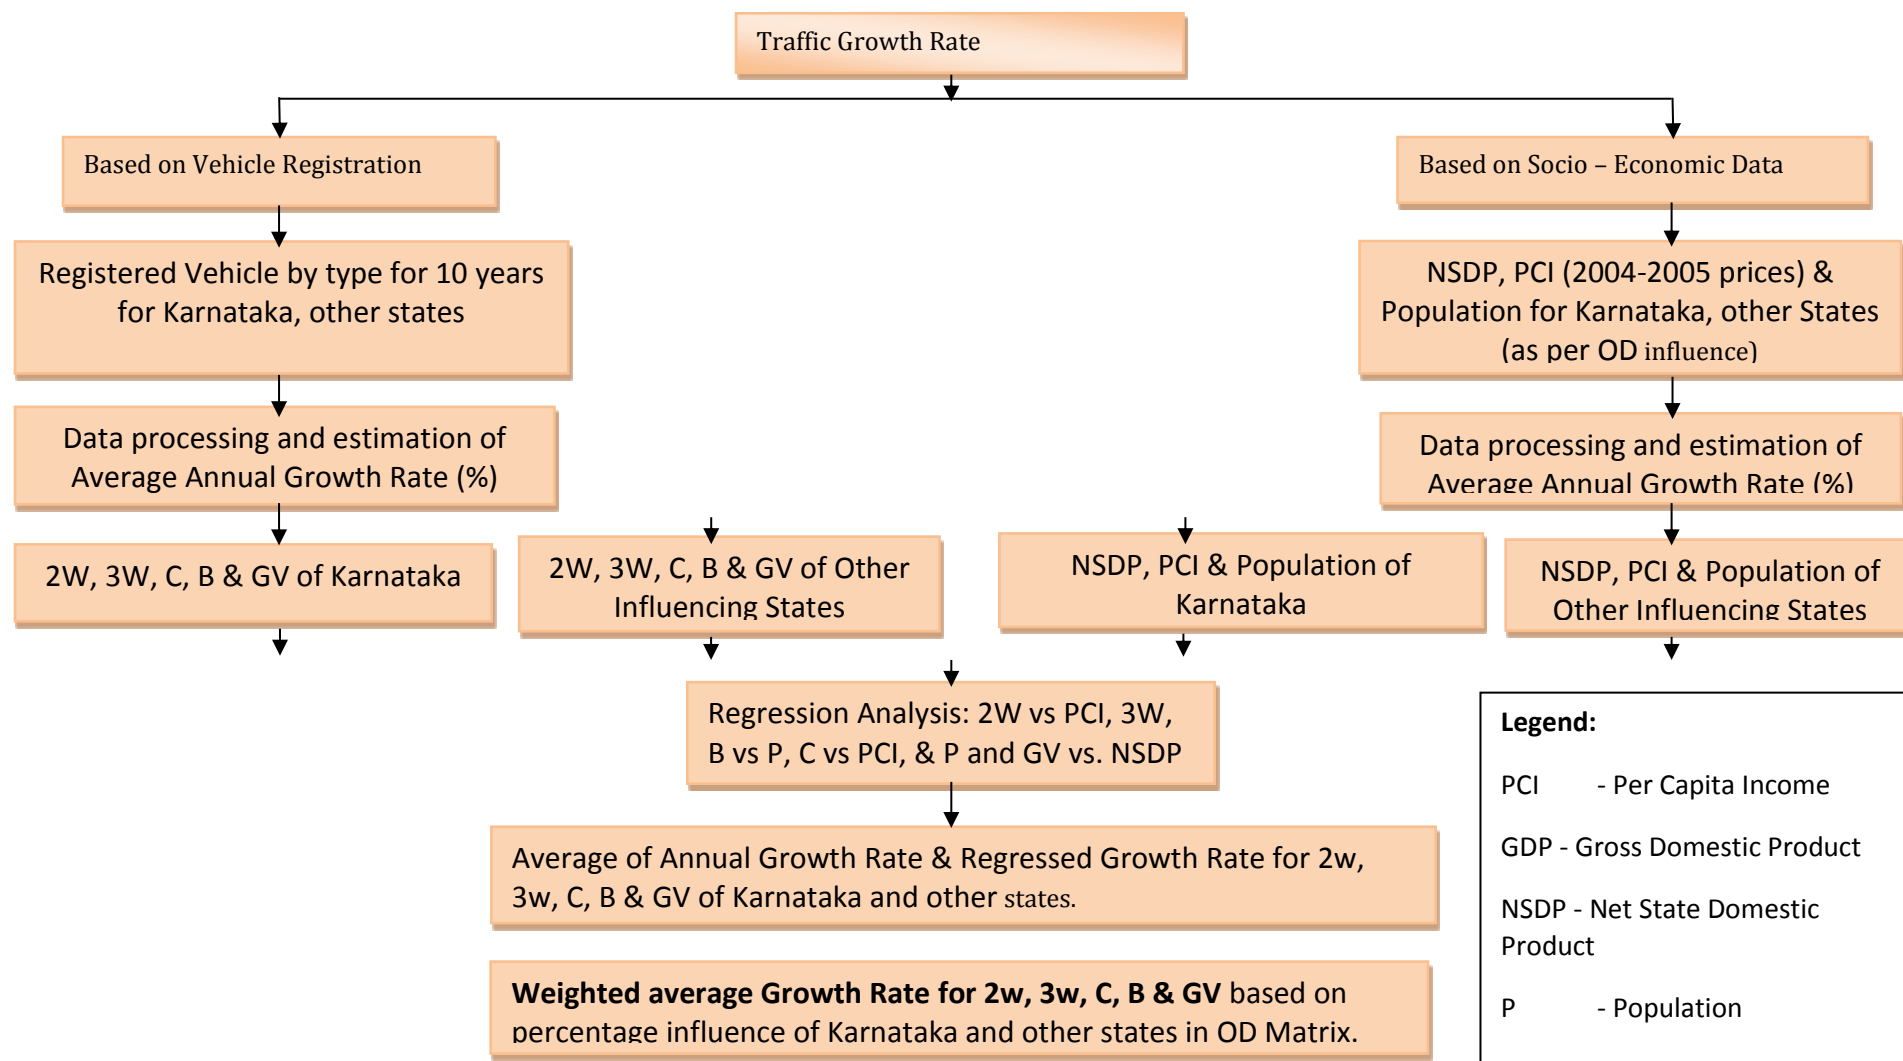 Traffic Growth Rate
Based on Vehicle Registration
Based on Socio – Economic Data
Registered Vehicle by type for 10 years
for Karnataka, other states
NSDP, PCI (2004-2005 prices) &
Population for Karnataka, other States
(as per OD influence)
Data processing and estimation of
Average Annual Growth Rate (%)
Data processing and estimation of
Average Annual Growth Rate (%)
2W, 3W, C, B & GV of Karnataka
2W, 3W, C, B & GV of Other
Influencing States
NSDP, PCI & Population of
Karnataka
NSDP, PCI & Population of
Other Influencing States
Regression Analysis: 2W vs PCI, 3W,
B vs P, C vs PCI, & P and GV vs. NSDP
Average of Annual Growth Rate & Regressed Growth Rate for 2w,
3w, C, B & GV of Karnataka and other states.
Weighted average Growth Rate for 2w, 3w, C, B & GV based on
percentage influence of Karnataka and other states in OD Matrix.
Legend:
PCI - Per Capita Income
GDP - Gross Domestic Product
NSDP - Net State Domestic
Product
P - Population